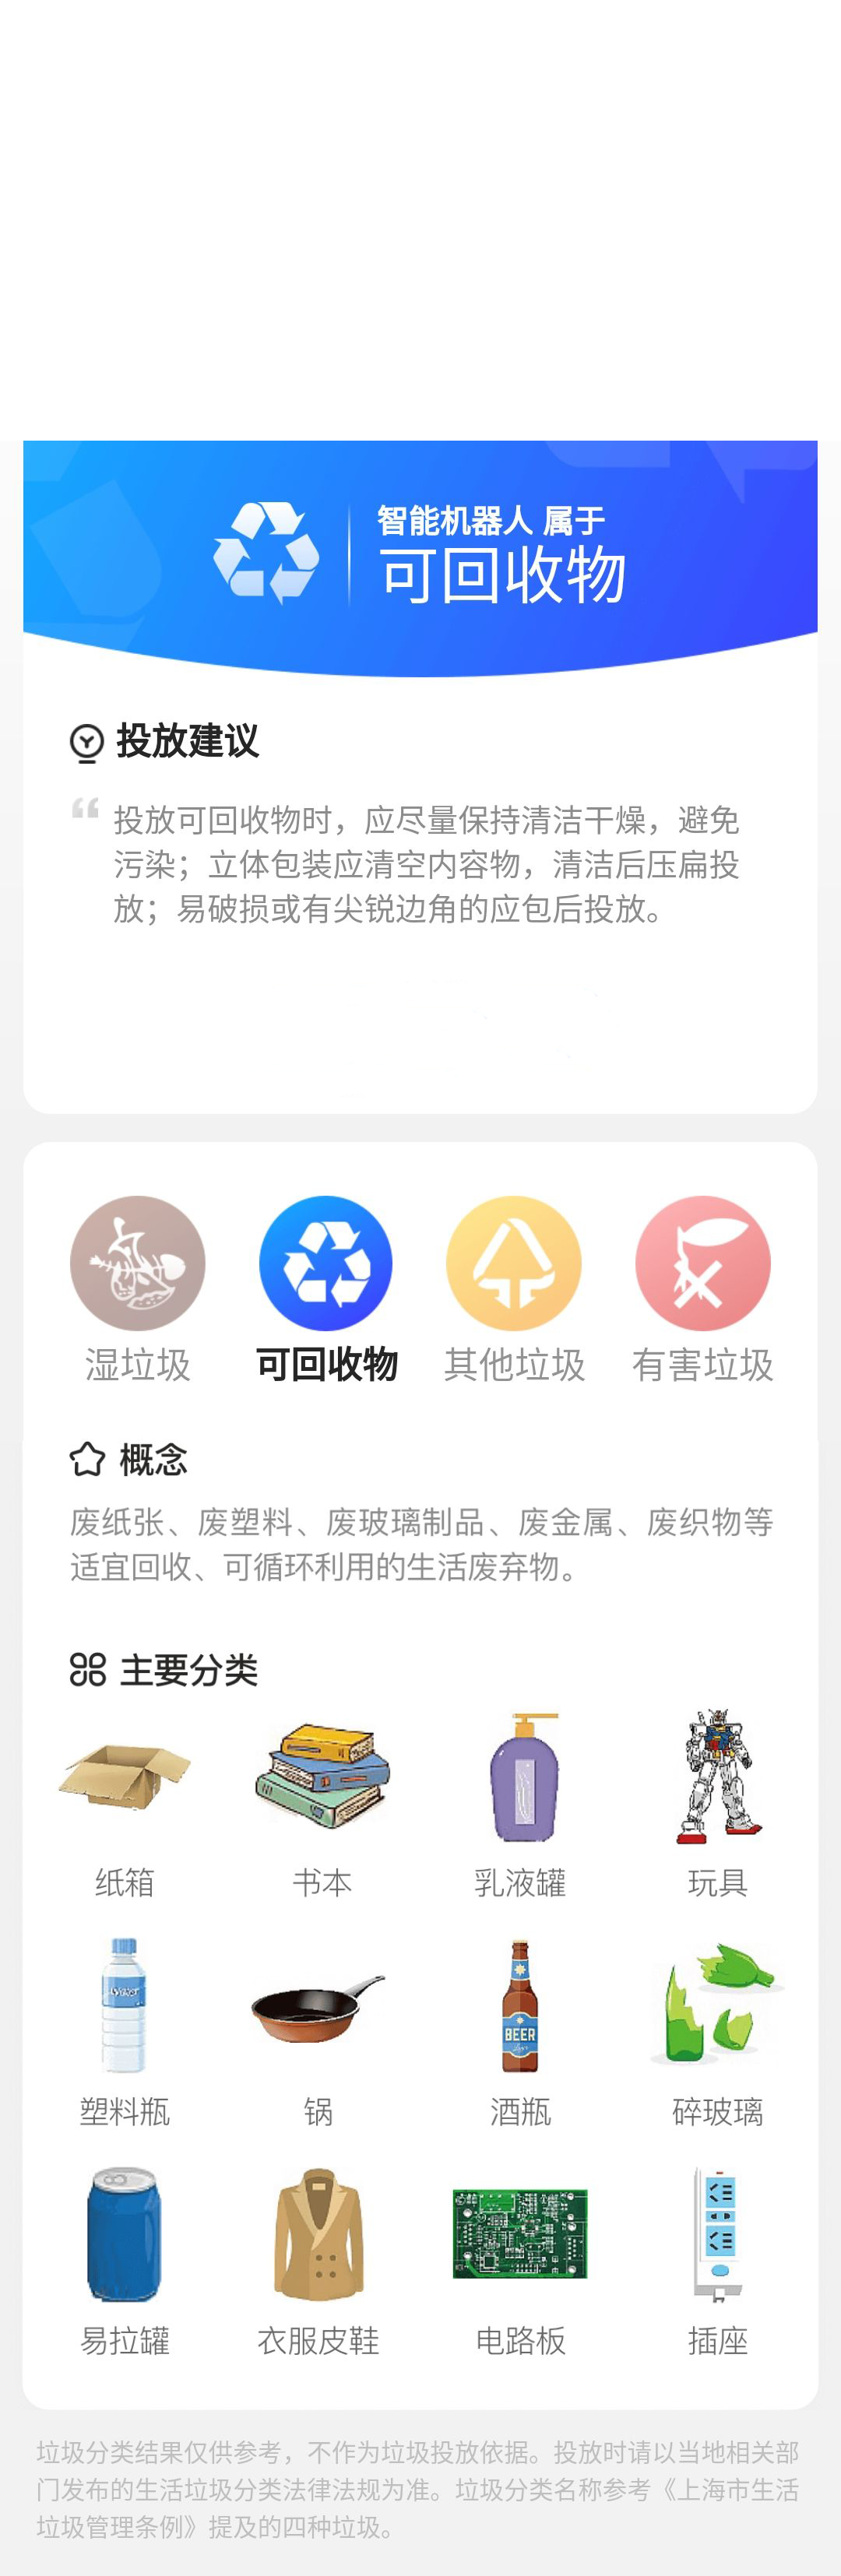 智能机器人 属于
可回收物
投放建议
投放可回收物时，应尽量保持清洁干燥，避免
污染；立体包装应清空内容物，清洁后压扁投
放；易破损或有尖锐边角的应包后投放。
湿垃圾 可回收物 其他垃圾 有害垃圾
概念
废纸张、废塑料、废玻璃制品、废金属、废织物等
适宜回收、可循环利用的生活废弃物。
主要分类
纸箱 书本 乳液罐 玩具
BEER
塑料瓶 锅 酒瓶 碎玻璃
易拉罐 衣服皮鞋 电路板 插座
垃圾分类结果仅供参考，不作为垃圾投放依据。投放时请以当地相关部
门发布的生活垃圾分类法律法规为准。垃圾分类名称参考《上海市生活
垃圾管理条例》提及的四种垃圾。